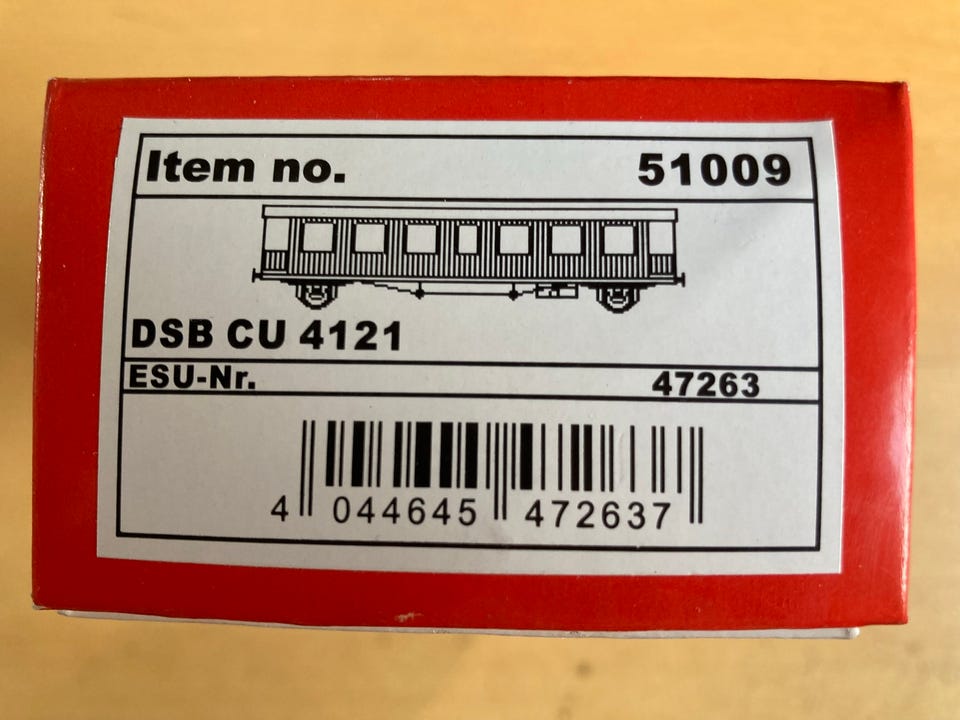 Item no. 51009
DSB CU 4121
ESU-Nr. 47263
4 044645 472637